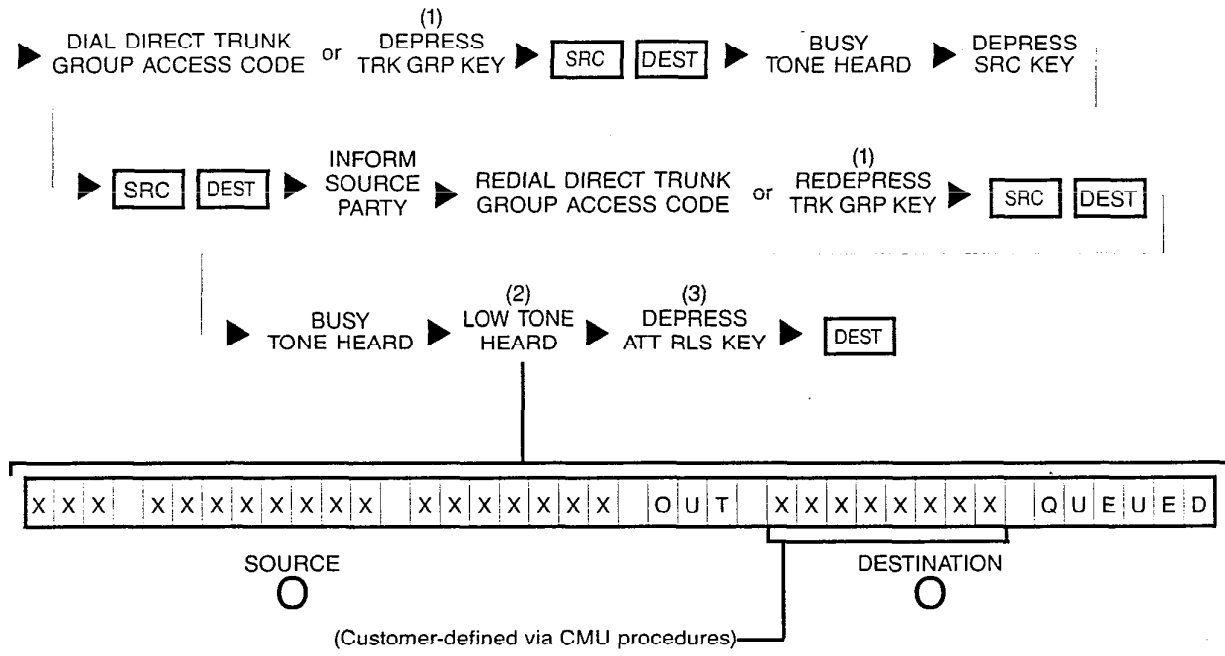 (1)
DIAL DIRECT TRUNK or DEPRESS BUSY DEPRESS
GROUP ACCESS CODE TRK GRP KEY SRC DEST TONE HEARD SRC KEY
INFORM (1)
SRC DEST SOURCE REDIAL DIRECT TRUNK or REDEPRESS SRC DEST
PARTY GROUP ACCESS CODE TRK GRP KEY
(2) (3)
BUSY LOW TONE DEPRESS
TONE HEARD HEARD ATT RLS KEY DEST
X X X X X X X X X X X X X X X X X X OUT X X X X X X X X QUEUED
SOURCE DESTINATION
(Customer-defined via CMU procedures)